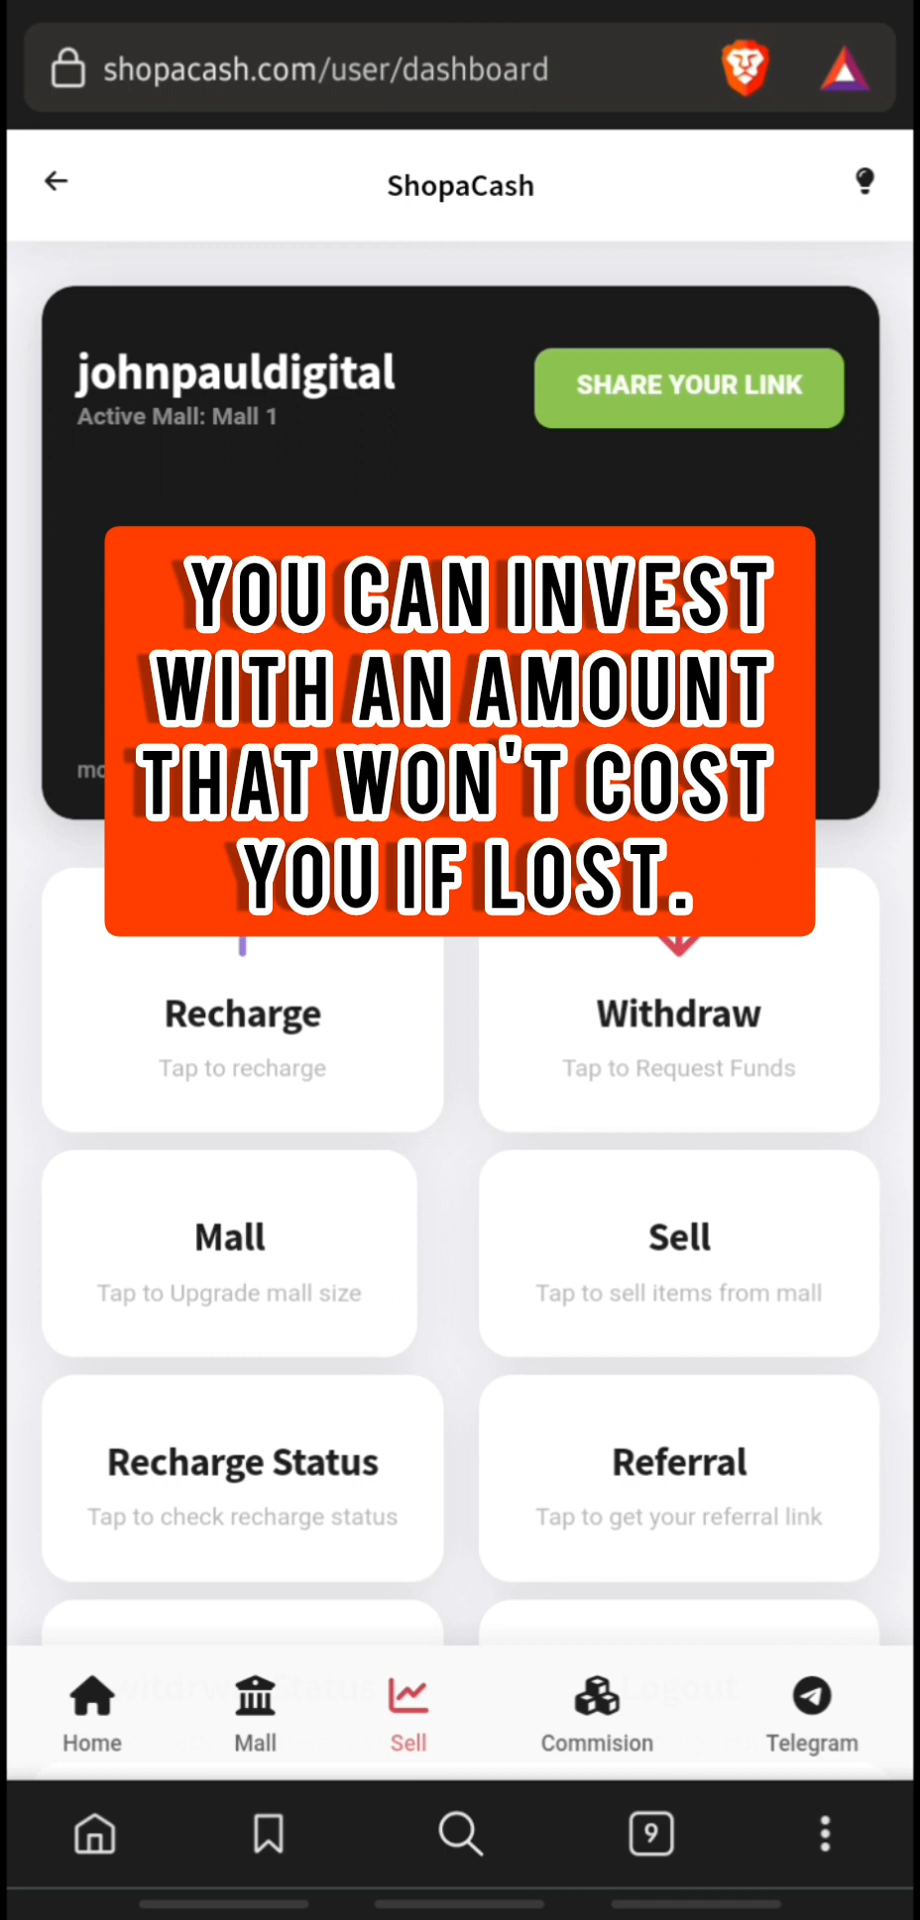 shopacash.com/user/dashboard
ShopaCash
johnpauldigital
SHARE YOUR LINK
Active Mall: Mall 1
YOU CAN INVEST
WITH AN AMOUNT
THAT WON'T COST
YOU IF LOST.
Recharge
Tap to recharge
Withdraw
Tap to Request Funds
Mall
Tap to Upgrade mall size
Sell
Tap to sell items from mall
Recharge Status
Tap to check recharge status
Referral
Tap to get your referral link
Logout
Home
Mall
Sell
Commision
Telegram
9